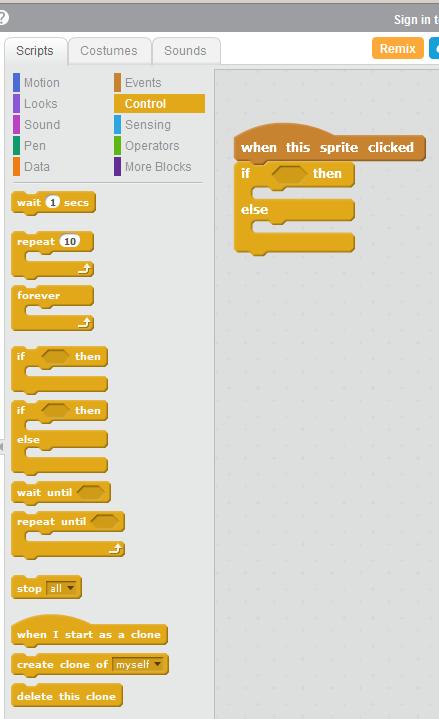 ?
Sign in t
Scripts Costumes Sounds
Remix
Motion Events
Looks Control
Sound Sensing
Pen Operators
Data More Blocks
wait 1 secs
repeat 10
forever
if then
if then
else
wait until
repeat until
stop all
when I start as a clone
create clone of myself
delete this clone
when this sprite clicked
if then
else